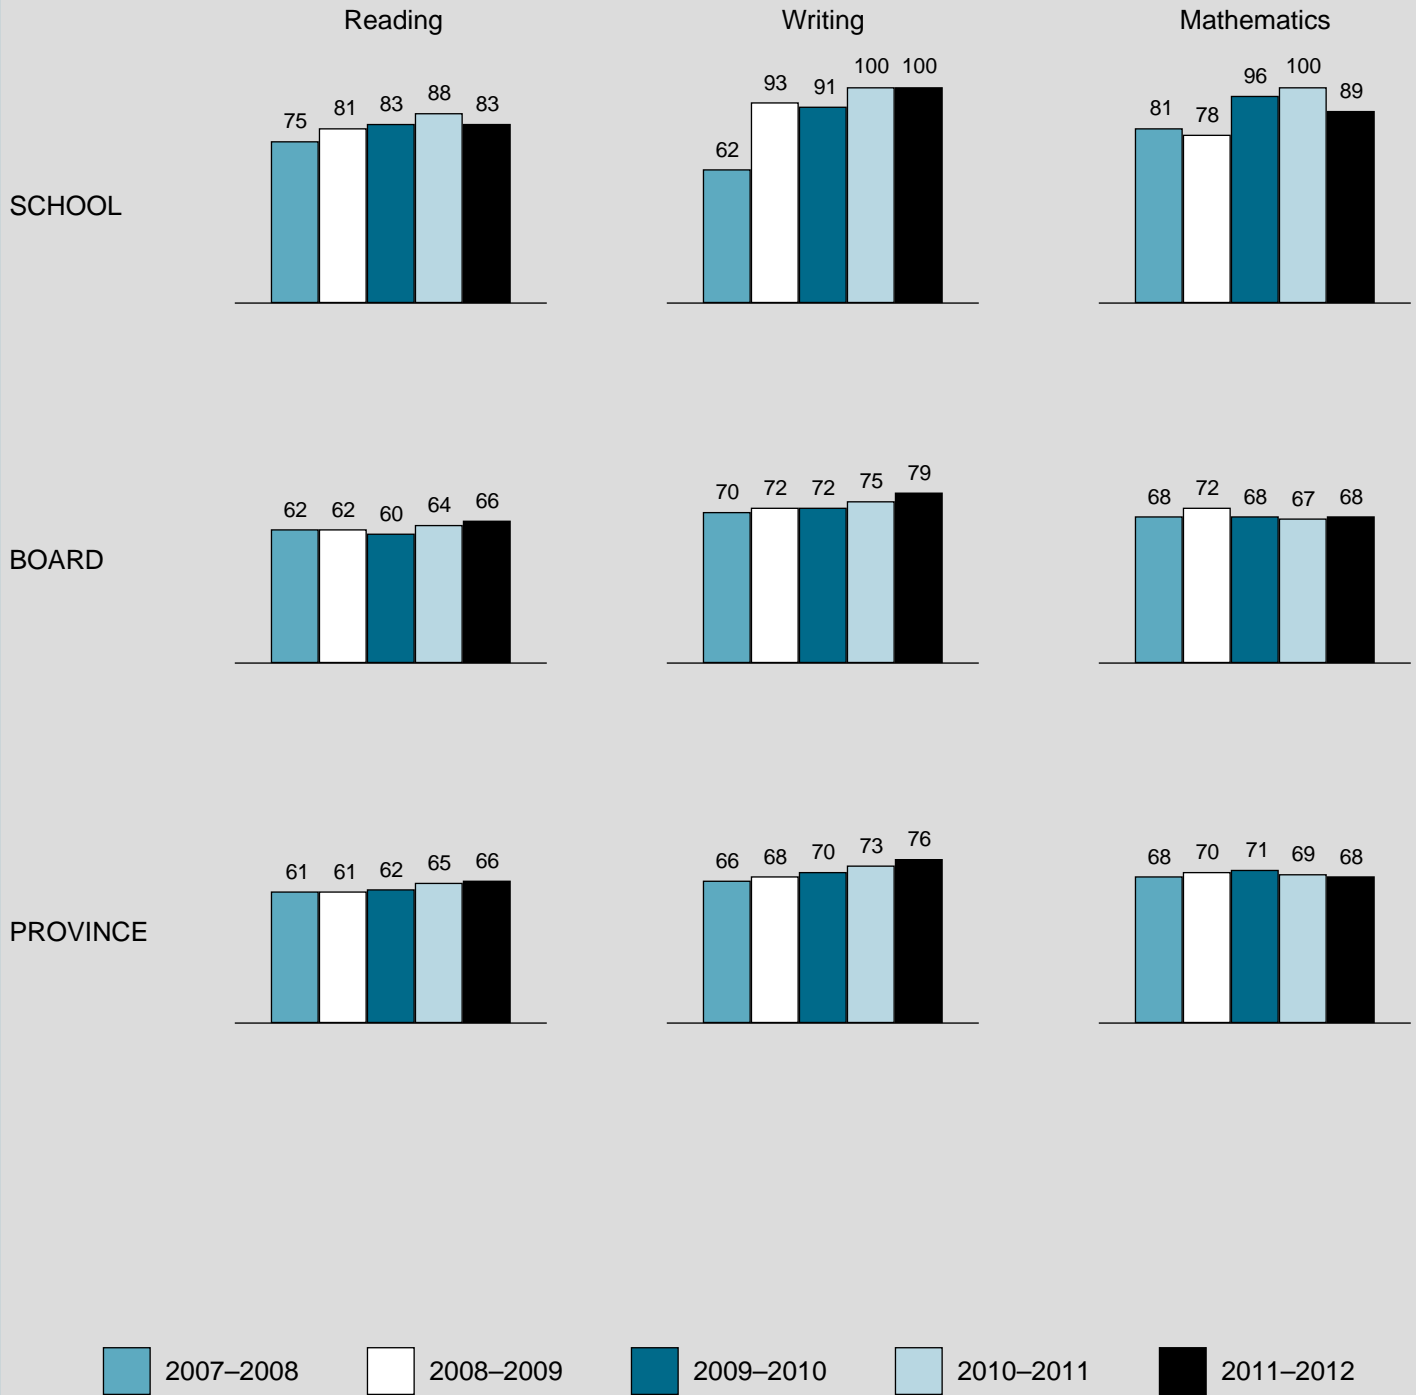 Reading Writing Mathematics
SCHOOL
75 81 83 88 83
62 93 91 100 100
81 78 96 100 89
BOARD
62 62 60 64 66
70 72 72 75 79
68 72 68 67 68
PROVINCE
61 61 62 65 66
66 68 70 73 76
68 70 71 69 68
2007–2008 2008–2009 2009–2010 2010–2011 2011–2012